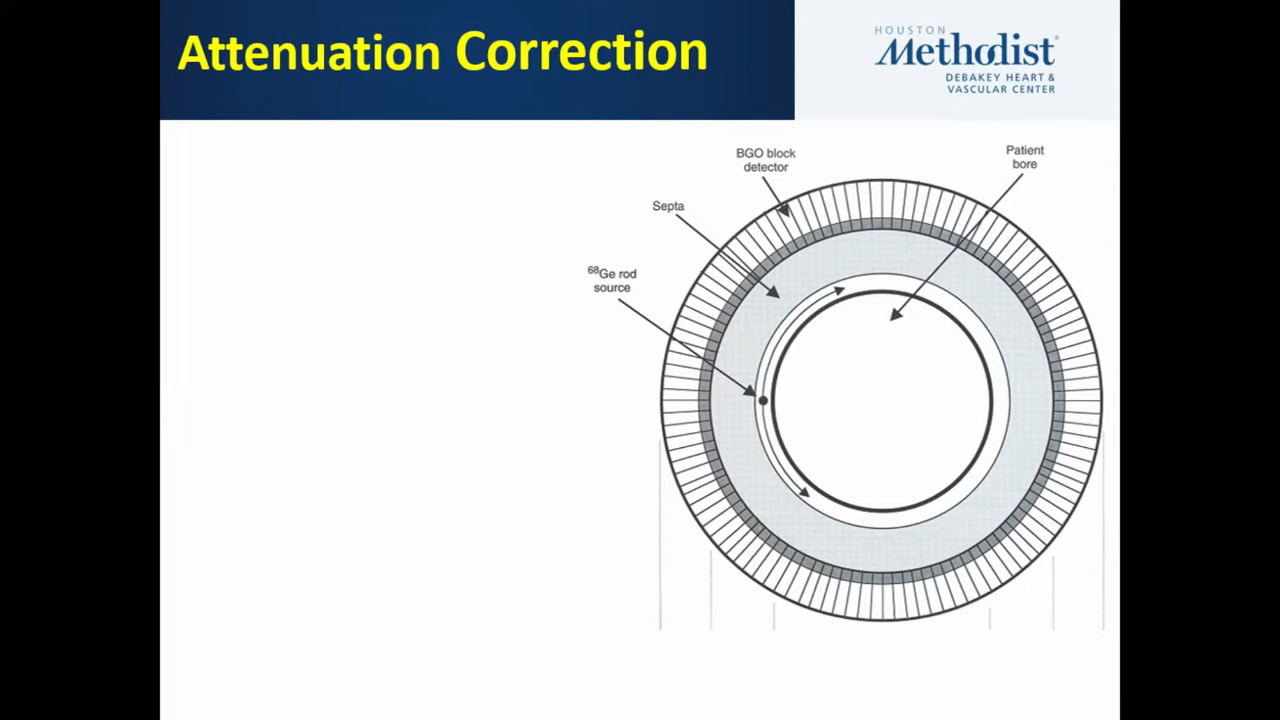 Attenuation Correction
HOUSTON
Methodist®
DEBAKEY HEART &
VASCULAR CENTER
BGO block
detector
Patient
bore
Septa
68Ge rod
source